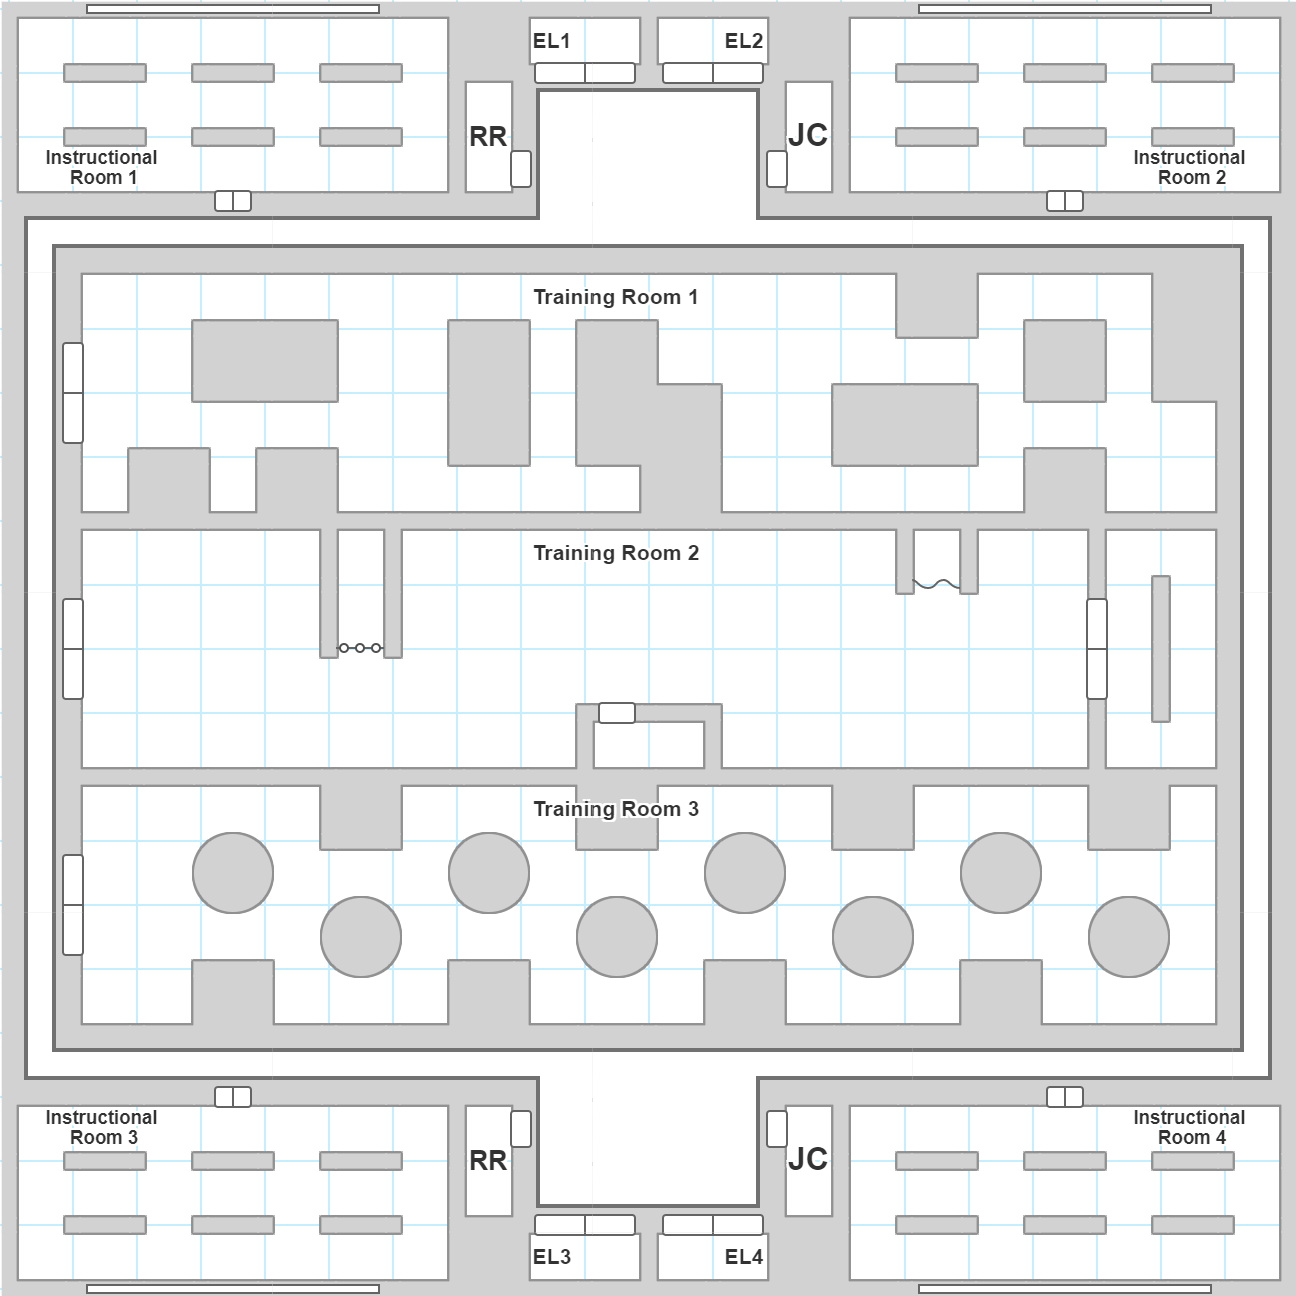 EL1
EL2
RR
JC
Instructional
Room 1
Instructional
Room 2
Training Room 1
Training Room 2
Training Room 3
Instructional
Room 3
Instructional
Room 4
RR
JC
EL3
EL4